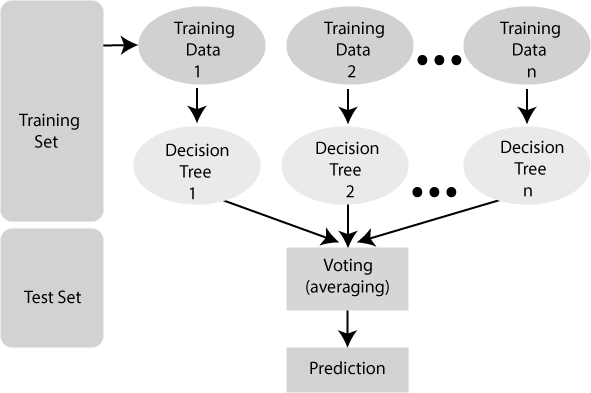 Training
Set
Test Set
Training
Data
1
Training
Data
2
Training
Data
n
Decision
Tree
1
Decision
Tree
2
Decision
Tree
n
Voting
(averaging)
Prediction